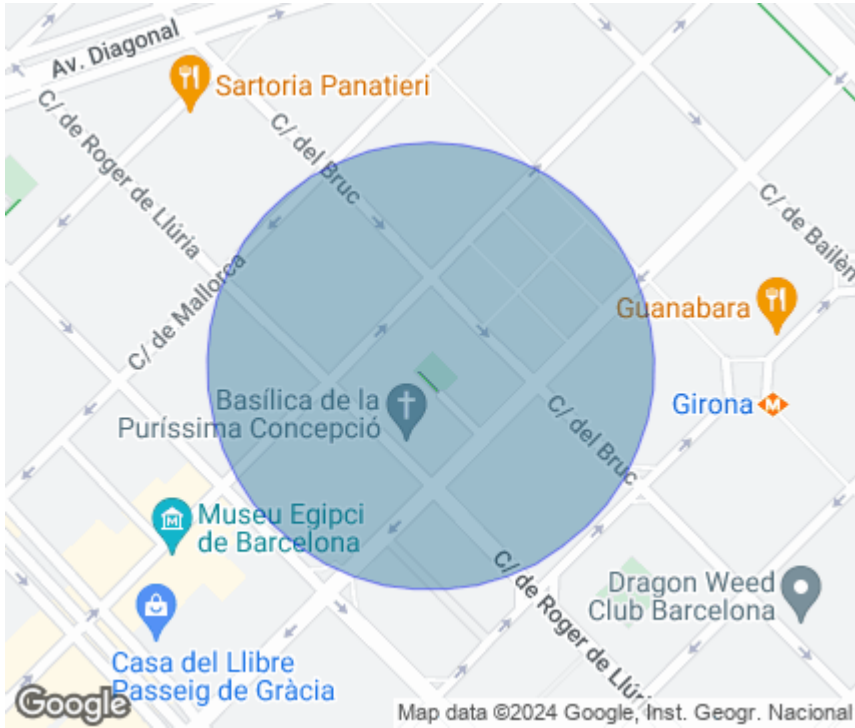 Av. Diagonal
Sartoria Panatieri
C/ de Roger de Llúria
C/ del Bruc
C/ de Bailèn
C/ de Mallorca
Guanabara
Girona
Basílica de la
Puríssima Concepció
C/ del Bruc
Museu Egipci
de Barcelona
C/ de Roger de Llúri
Dragon Weed
Club Barcelona
Casa del Llibre
Passeig de Gràcia
Google
Map data ©2024 Google, Inst. Geogr. Nacional